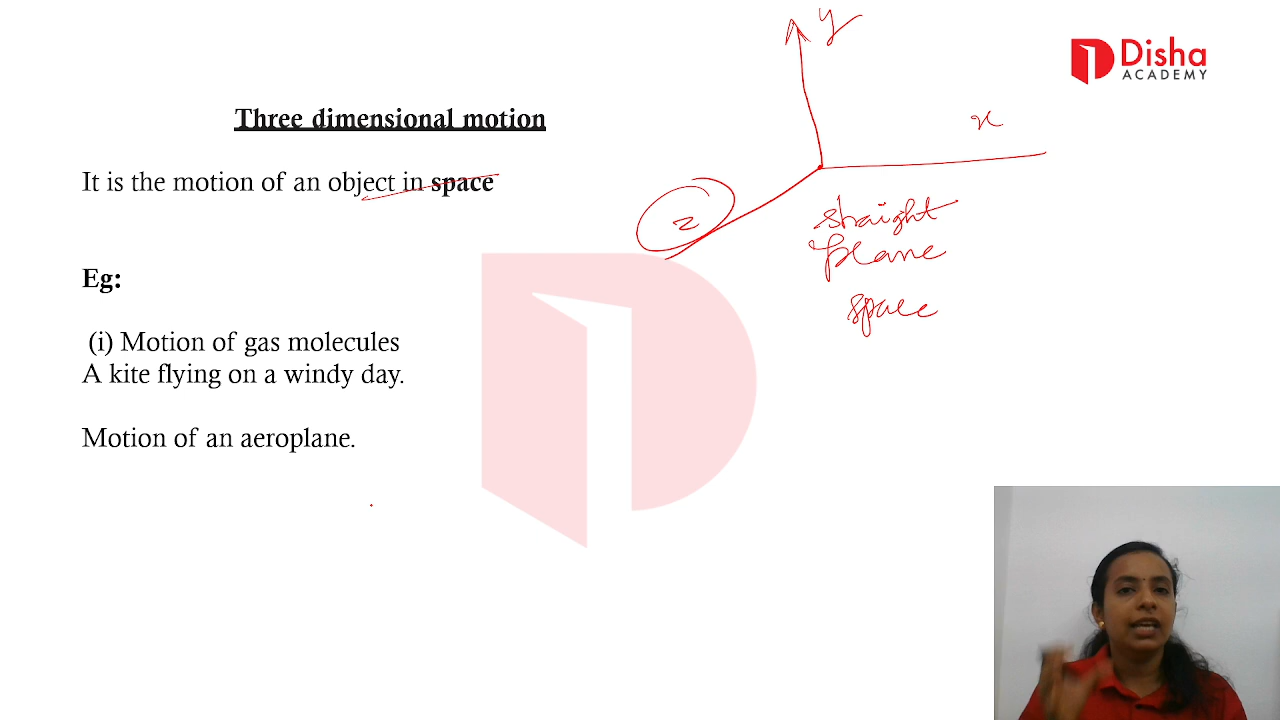 Disha
ACADEMY
y
x
Three dimensional motion
It is the motion of an object in space
z
straight
plane
space
Eg:
(i) Motion of gas molecules
A kite flying on a windy day.
Motion of an aeroplane.